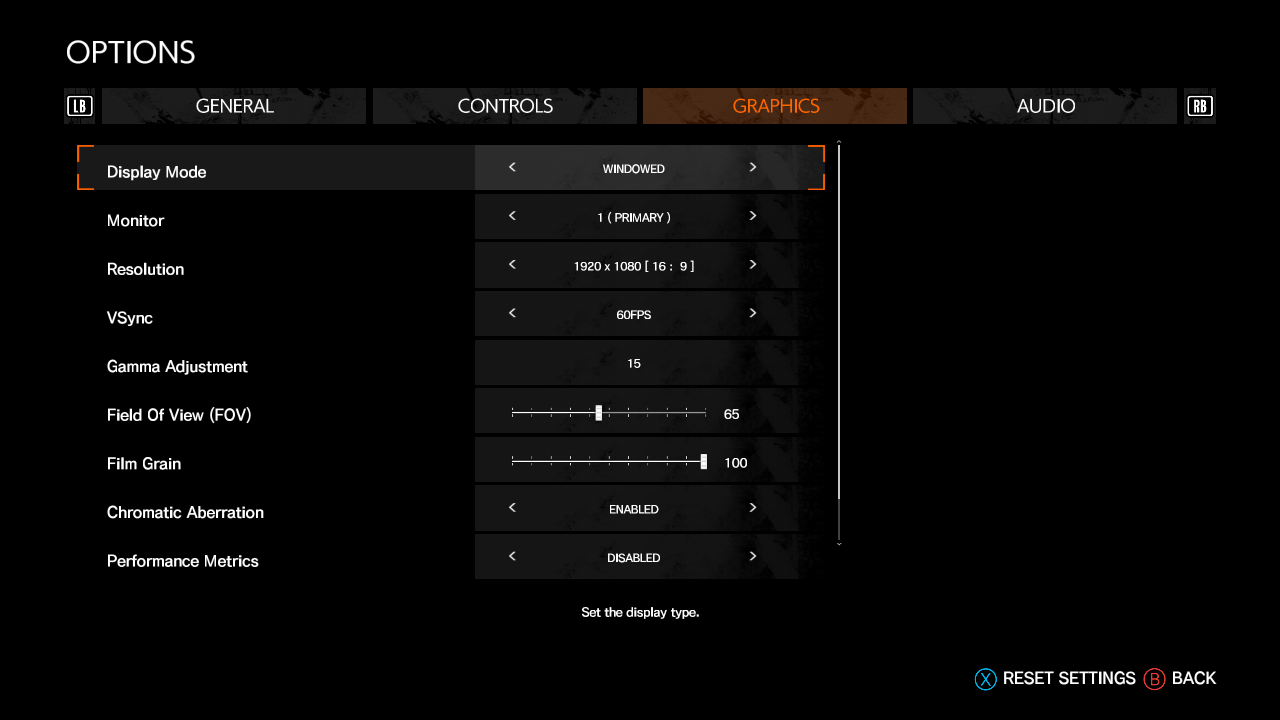 OPTIONS
LB GENERAL CONTROLS GRAPHICS AUDIO RB
Display Mode < WINDOWED >
Monitor < 1 ( PRIMARY ) >
Resolution < 1920 x 1080 [ 16 : 9 ] >
VSync < 60FPS >
Gamma Adjustment 15
Field Of View (FOV) 65
Film Grain 100
Chromatic Aberration < ENABLED >
Performance Metrics < DISABLED >
Set the display type.
X RESET SETTINGS B BACK